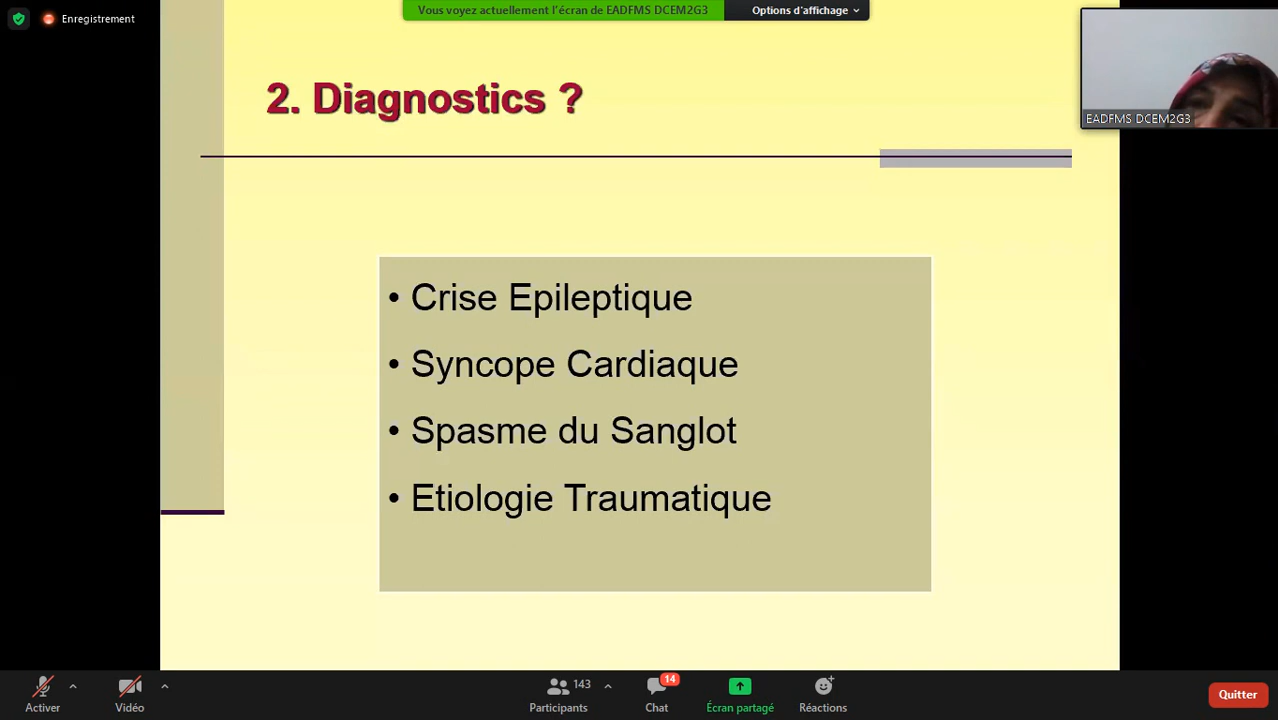 Enregistrement
Vous voyez actuellement l'écran de EADFMS DCEM2G3
Options d'affichage
EADFMS DCEM2G3
2. Diagnostics ?
• Crise Epileptique
• Syncope Cardiaque
• Spasme du Sanglot
• Etiologie Traumatique
Activer
Vidéo
143
Participants
14
Chat
Écran partagé
Réactions
Quitter